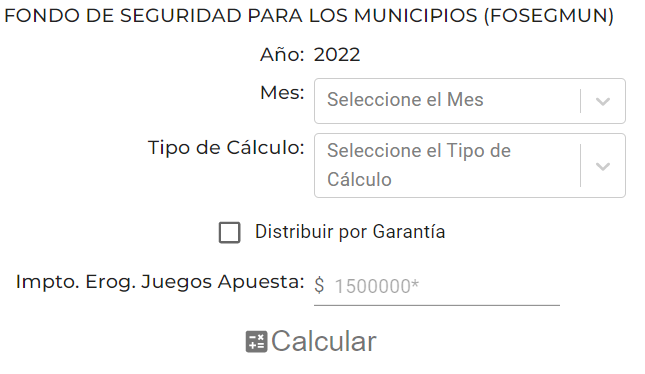 FONDO DE SEGURIDAD PARA LOS MUNICIPIOS (FOSEGMUN)
Año: 2022
Mes: Seleccione el Mes
Tipo de Cálculo: Seleccione el Tipo de
Cálculo
Distribuir por Garantía
Impto. Erog. Juegos Apuesta: $ 1500000*
Calcular